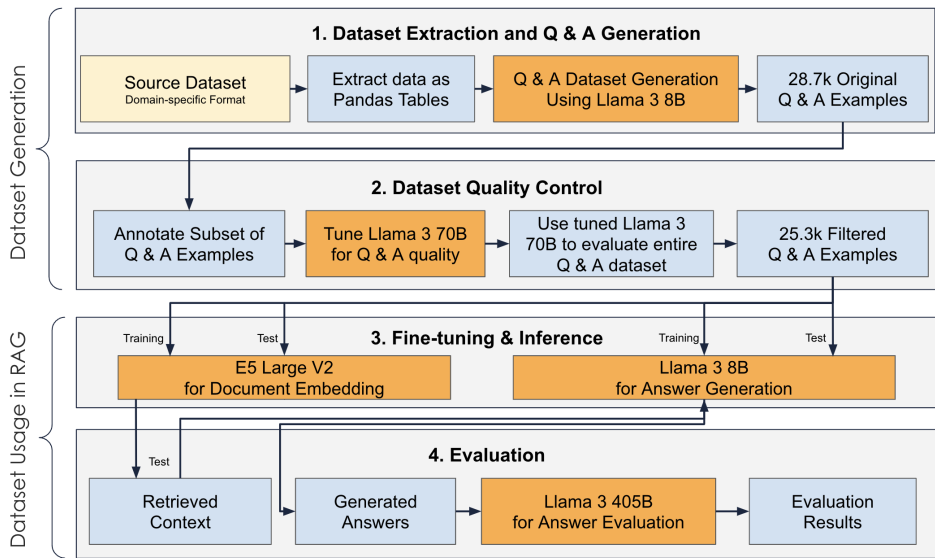 Dataset Generation
1. Dataset Extraction and Q & A Generation
Source Dataset
Domain-specific Format
Extract data as
Pandas Tables
Q & A Dataset Generation
Using Llama 3 8B
28.7k Original
Q & A Examples
2. Dataset Quality Control
Annotate Subset of
Q & A Examples
Tune Llama 3 70B
for Q & A quality
Use tuned Llama 3
70B to evaluate entire
Q & A dataset
25.3k Filtered
Q & A Examples
Dataset Usage in RAG
3. Fine-tuning & Inference
Training
Test
Training
Test
E5 Large V2
for Document Embedding
Llama 3 8B
for Answer Generation
4. Evaluation
Test
Retrieved
Context
Generated
Answers
Llama 3 405B
for Answer Evaluation
Evaluation
Results